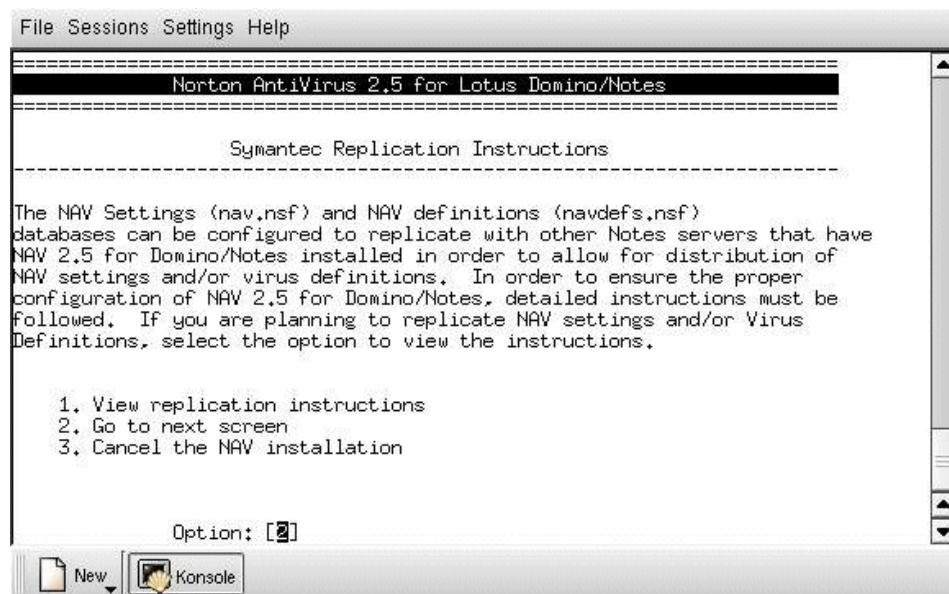 File Sessions Settings Help
===========================================================================
Norton AntiVirus 2.5 for Lotus Domino/Notes
===========================================================================
Symantec Replication Instructions
---------------------------------------------------------------------------
The NAV Settings (nav.nsf) and NAV definitions (navdefs.nsf)
databases can be configured to replicate with other Notes servers that have
NAV 2.5 for Domino/Notes installed in order to allow for distribution of
NAV settings and/or virus definitions.  In order to ensure the proper
configuration of NAV 2.5 for Domino/Notes, detailed instructions must be
followed.  If you are planning to replicate NAV settings and/or Virus
Definitions, select the option to view the instructions.
1. View replication instructions
2. Go to next screen
3. Cancel the NAV installation
Option: [2]
New Konsole